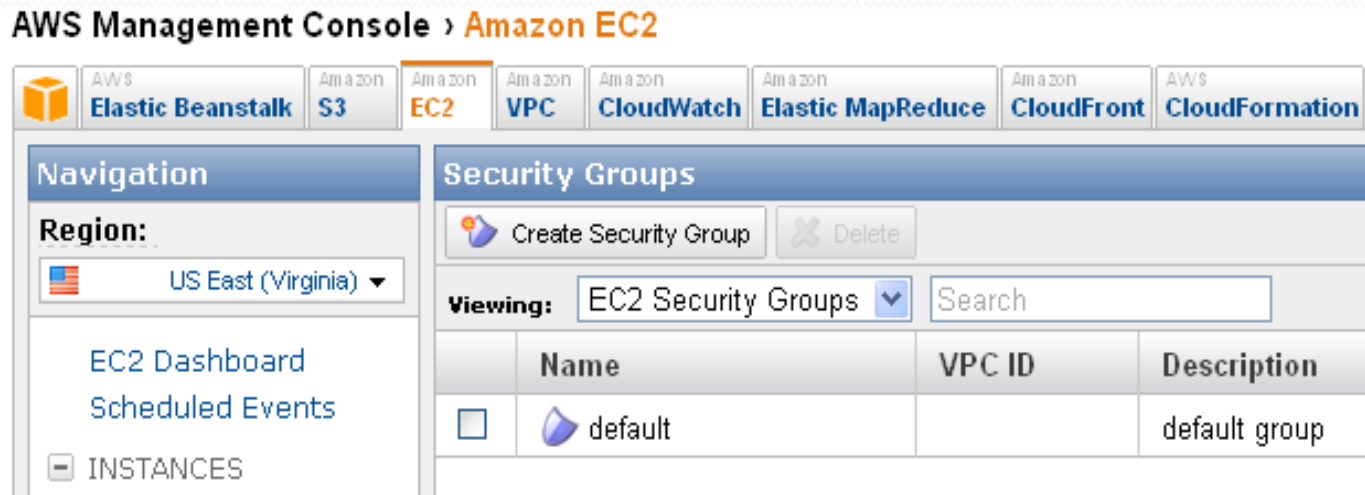 AWS Management Console › Amazon EC2
AWS Elastic Beanstalk
Amazon S3
Amazon EC2
Amazon VPC
Amazon CloudWatch
Amazon Elastic MapReduce
Amazon CloudFront
AWS CloudFormation
Navigation
Region:
US East (Virginia)
EC2 Dashboard
Scheduled Events
INSTANCES
Security Groups
Create Security Group Delete
Viewing: EC2 Security Groups Search
Name VPC ID Description
default default group